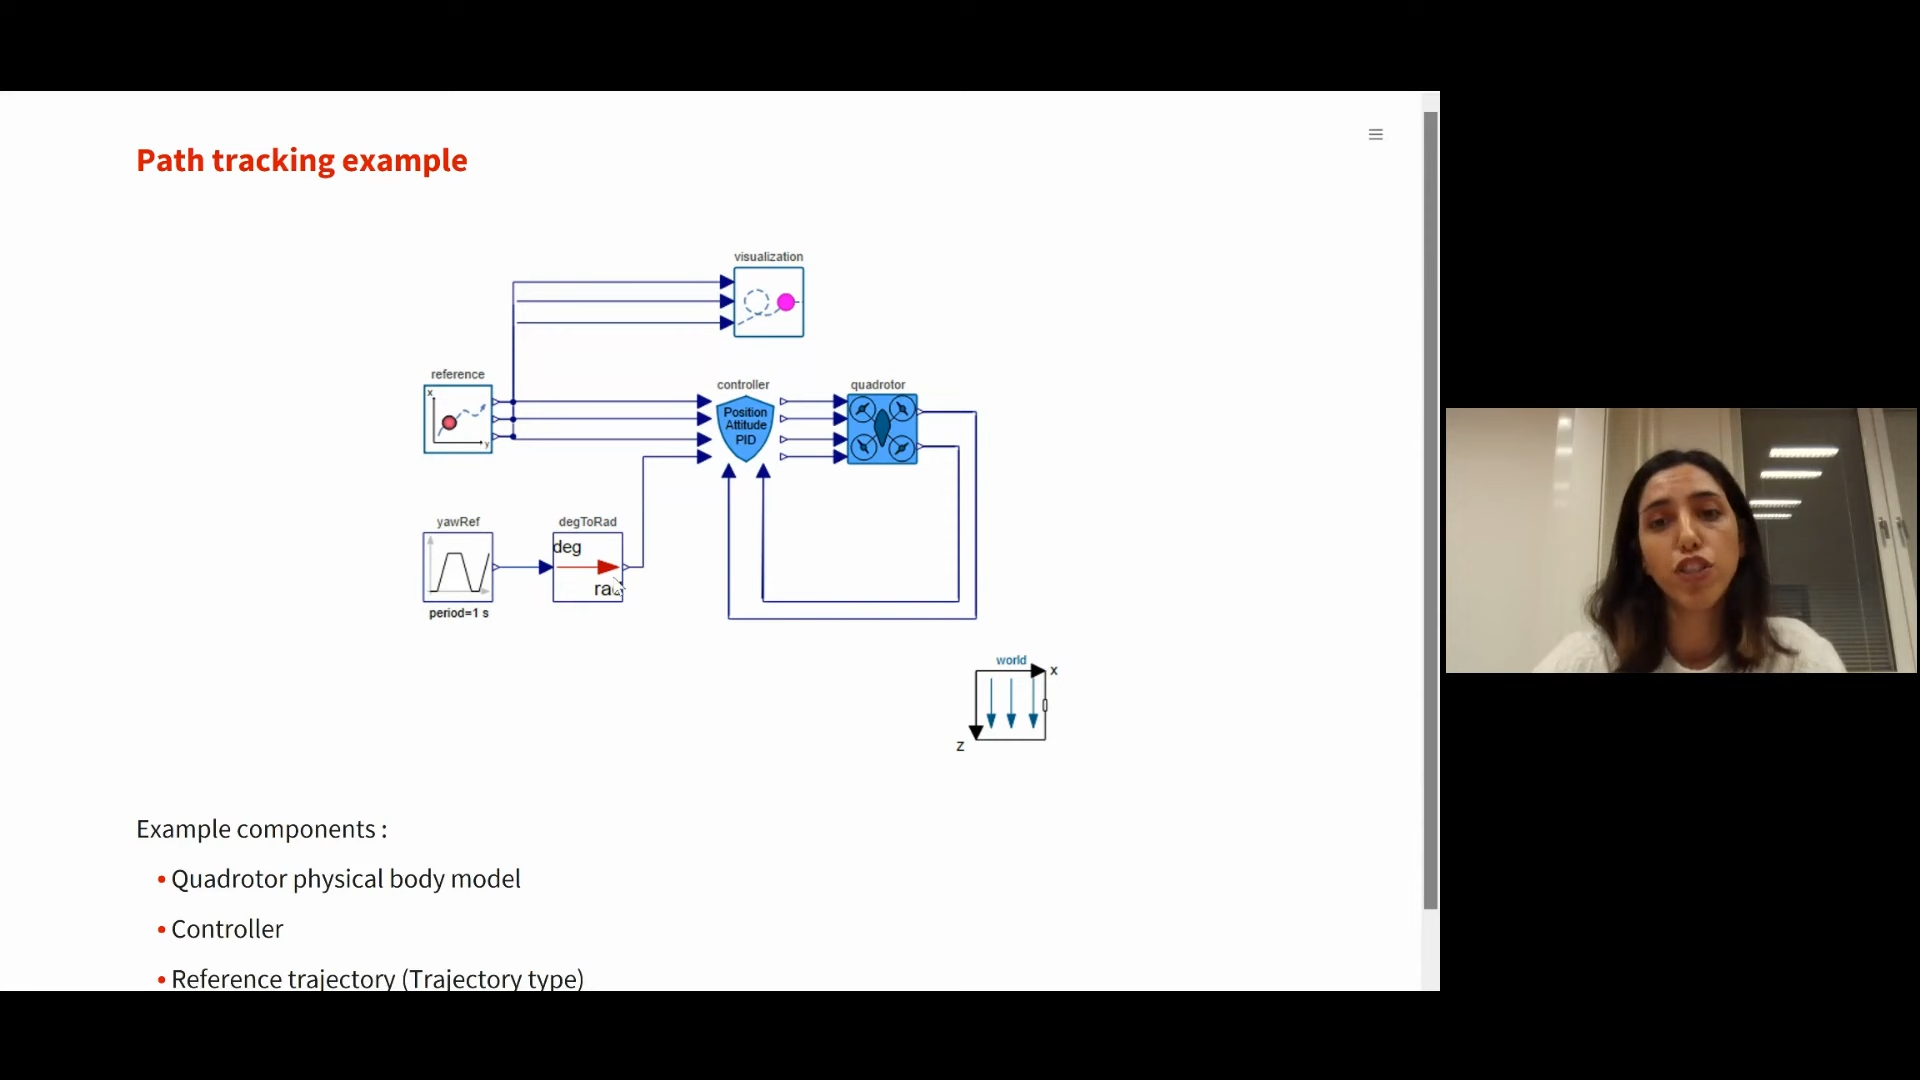 Path tracking example
visualization
reference
x
y
controller
Position
Attitude
PID
quadrotor
yawRef
period=1 s
degToRad
deg
world
x
z
Example components :
• Quadrotor physical body model
• Controller
• Reference trajectory (Trajectory type)